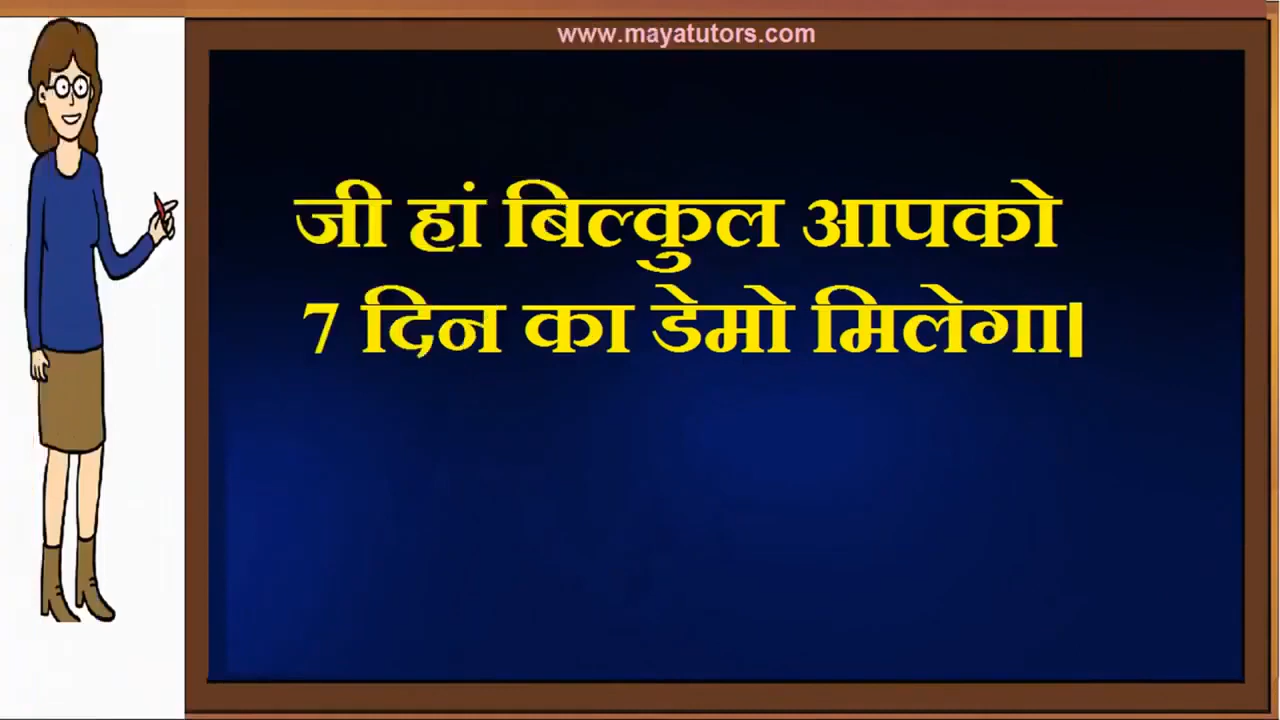 www.mayatutors.com
जी हां बिल्कुल आपको
7 दिन का डेमो मिलेगा।